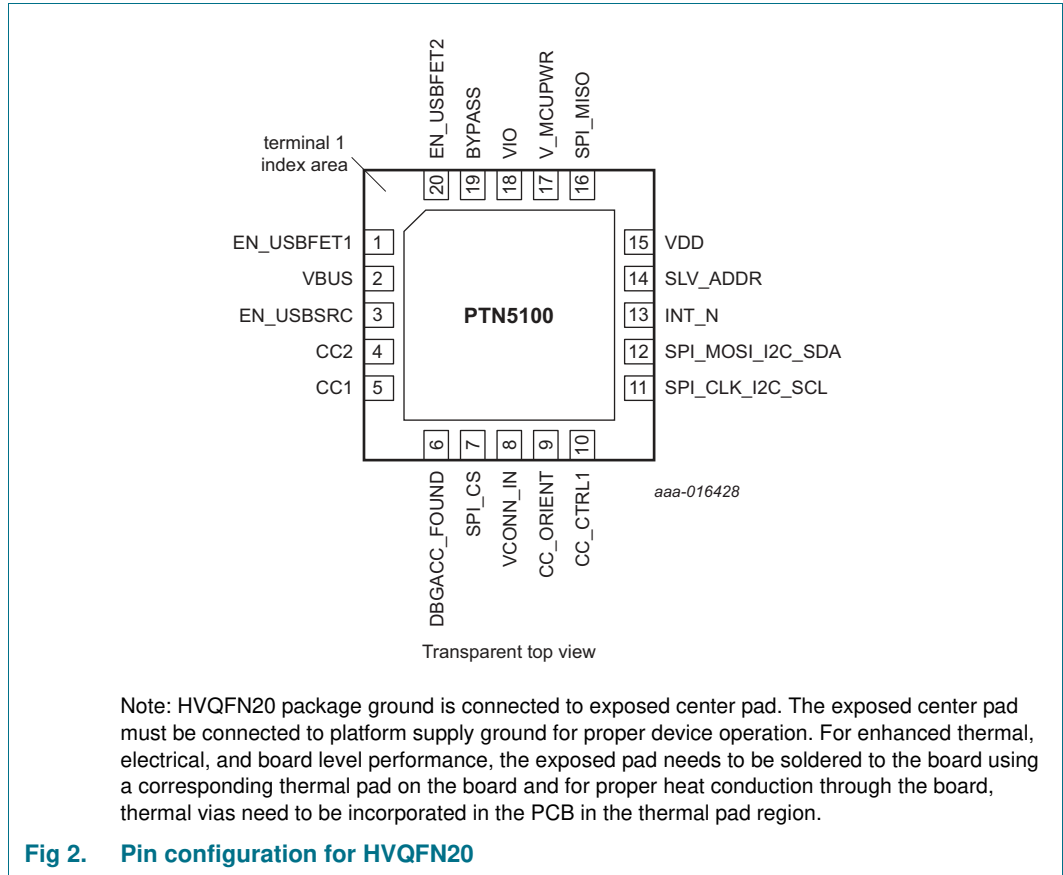 EN_USBFET2
BYPASS
VIO
V_MCUPWR
SPI_MISO
terminal 1
index area
20
19
18
17
16
EN_USBFET1 1
15 VDD
VBUS 2
14 SLV_ADDR
EN_USBSRC 3
PTN5100
13 INT_N
CC2 4
12 SPI_MOSI_I2C_SDA
CC1 5
11 SPI_CLK_I2C_SCL
6
7
8
9
10
DBGACC_FOUND
SPI_CS
VCONN_IN
CC_ORIENT
CC_CTRL1
aaa-016428
Transparent top view
Note: HVQFN20 package ground is connected to exposed center pad. The exposed center pad
must be connected to platform supply ground for proper device operation. For enhanced thermal,
electrical, and board level performance, the exposed pad needs to be soldered to the board using
a corresponding thermal pad on the board and for proper heat conduction through the board,
thermal vias need to be incorporated in the PCB in the thermal pad region.
Fig 2. Pin configuration for HVQFN20